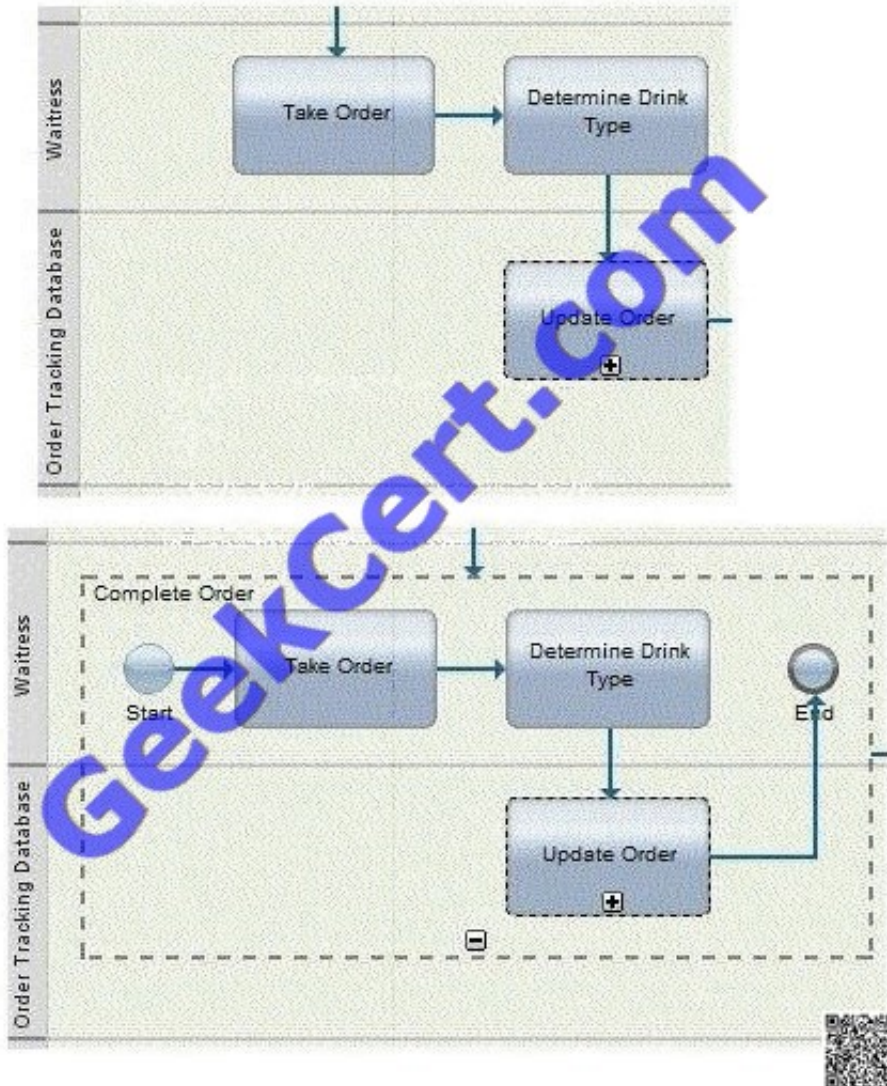 Waitress
Take Order
Determine Drink
Type
Order Tracking Database
Update Order
GeekCert.com
Waitress
Complete Order
Start
Take Order
Determine Drink
Type
End
Order Tracking Database
Update Order